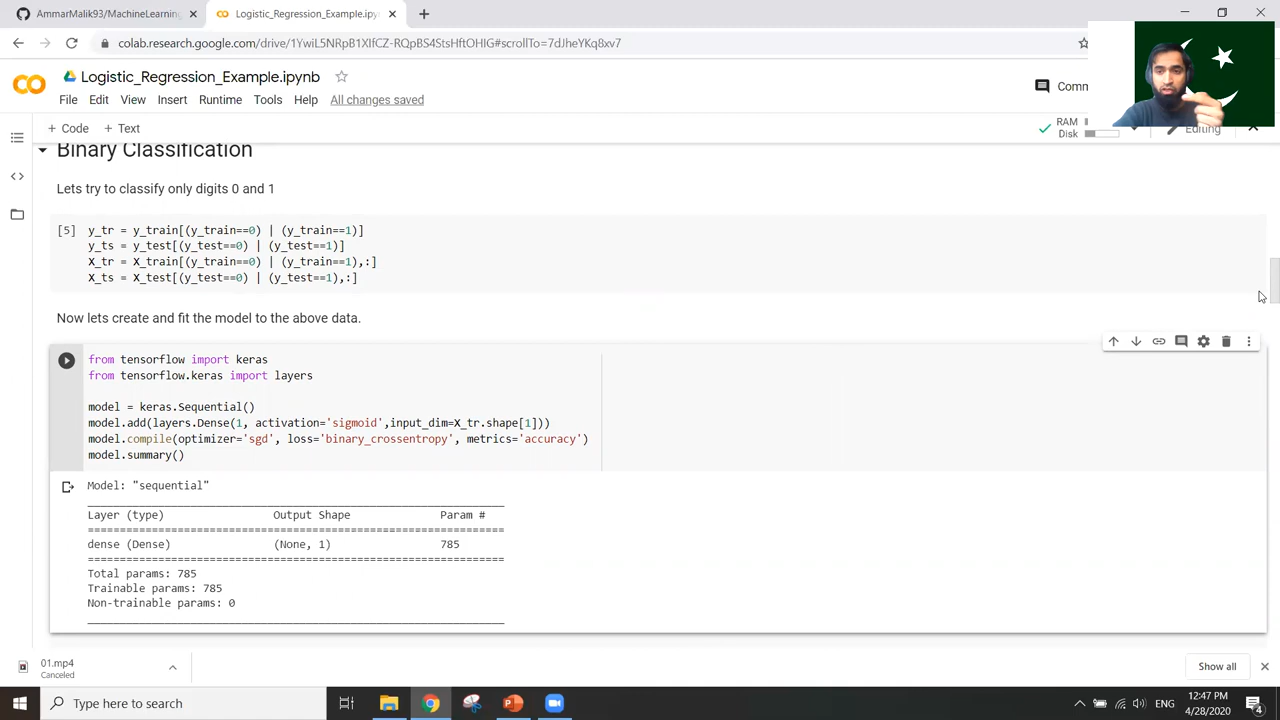 AmmarMalik93/MachineLearning
Logistic_Regression_Example.ipyn
colab.research.google.com/drive/1YwiL5NRpB1XIfCZ-RQpBS4StsHftOHIG#scrollTo=7dJheYKq8xv7
Logistic_Regression_Example.ipynb
File Edit View Insert Runtime Tools Help All changes saved
Comm
+ Code + Text
RAM
Disk
Editing
Binary Classification
Lets try to classify only digits 0 and 1
[5] y_tr = y_train[(y_train==0) | (y_train==1)]
y_ts = y_test[(y_test==0) | (y_test==1)]
X_tr = X_train[(y_train==0) | (y_train==1),:]
X_ts = X_test[(y_test==0) | (y_test==1),:]
Now lets create and fit the model to the above data.
from tensorflow import keras
from tensorflow.keras import layers
model = keras.Sequential()
model.add(layers.Dense(1, activation='sigmoid',input_dim=X_tr.shape[1]))
model.compile(optimizer='sgd', loss='binary_crossentropy', metrics='accuracy')
model.summary()
Model: "sequential"
Layer (type) Output Shape Param #
dense (Dense) (None, 1) 785
Total params: 785
Trainable params: 785
Non-trainable params: 0
01.mp4
Canceled
Show all
Type here to search
ENG
12:47 PM
4/28/2020
4